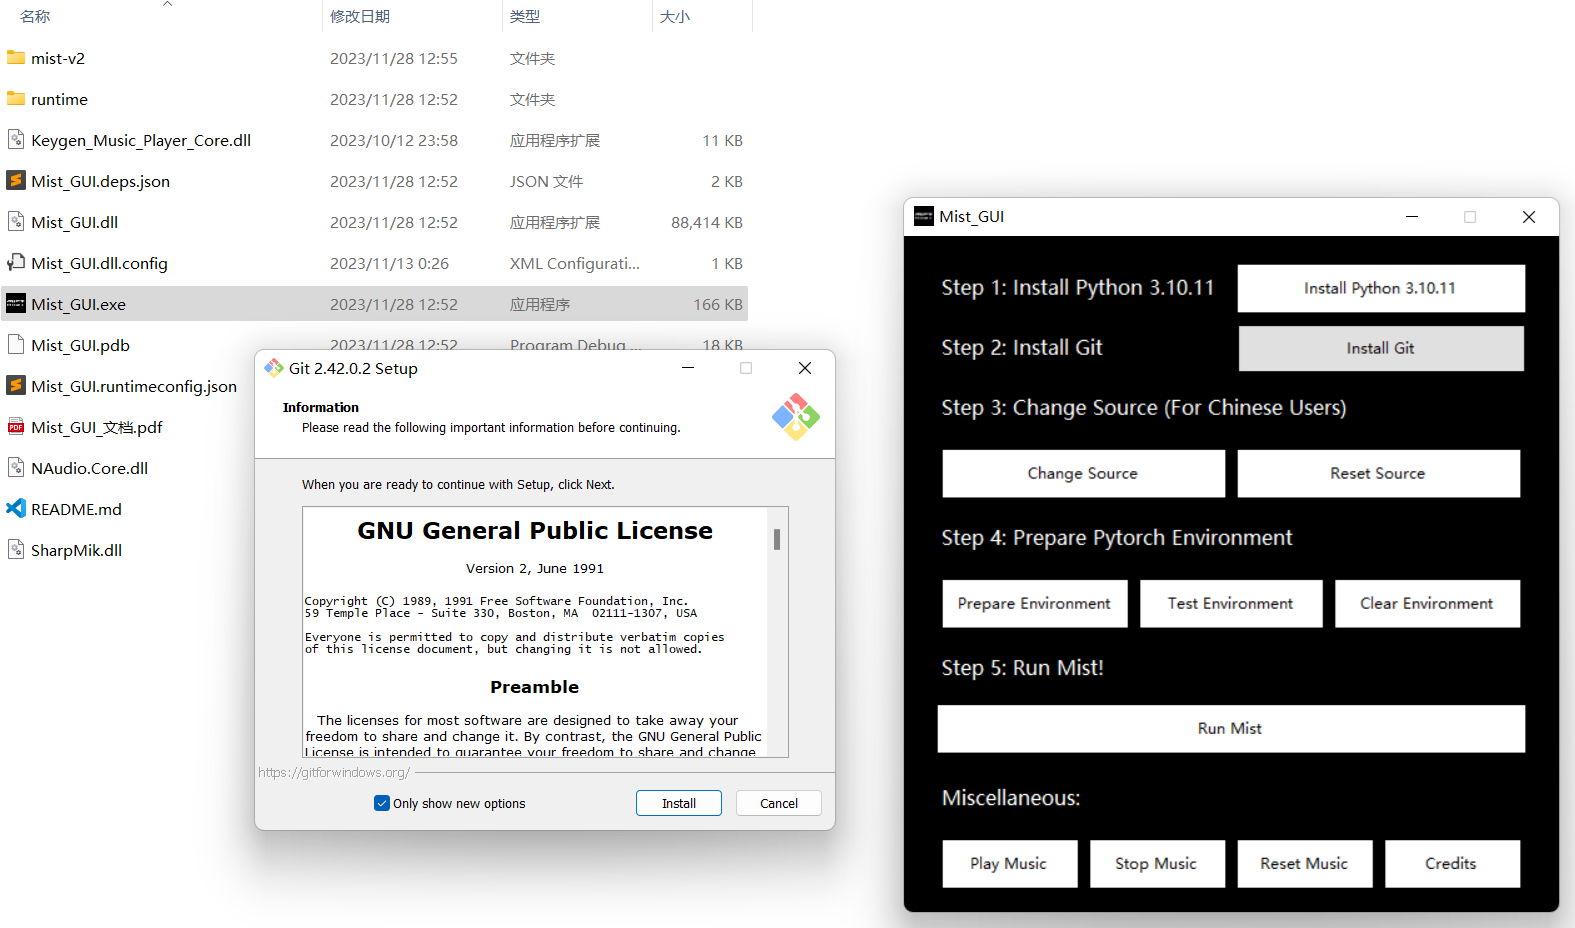 名称 修改日期 类型 大小
mist-v2 2023/11/28 12:55 文件夹
runtime 2023/11/28 12:52 文件夹
Keygen_Music_Player_Core.dll 2023/10/12 23:58 应用程序扩展 11 KB
Mist_GUI.deps.json 2023/11/28 12:52 JSON 文件 2 KB
Mist_GUI.dll 2023/11/28 12:52 应用程序扩展 88,414 KB
Mist_GUI.dll.config 2023/11/13 0:26 XML Configurati... 1 KB
Mist_GUI.exe 2023/11/28 12:52 应用程序 166 KB
Mist_GUI.pdb 2023/11/28 12:52 Program Debug ... 18 KB
Mist_GUI.runtimeconfig.json
Mist_GUI_文档.pdf
NAudio.Core.dll
README.md
SharpMik.dll
Git 2.42.0.2 Setup
Information
Please read the following important information before continuing.
When you are ready to continue with Setup, click Next.
GNU General Public License
Version 2, June 1991
Copyright (C) 1989, 1991 Free Software Foundation, Inc.
59 Temple Place - Suite 330, Boston, MA  02111-1307, USA
Everyone is permitted to copy and distribute verbatim copies
of this license document, but changing it is not allowed.
Preamble
The licenses for most software are designed to take away your
freedom to share and change it. By contrast, the GNU General Public
License is intended to guarantee your freedom to share and change
https://gitforwindows.org/
Only show new options
Install
Cancel
Mist_GUI
Step 1: Install Python 3.10.11
Install Python 3.10.11
Step 2: Install Git
Install Git
Step 3: Change Source (For Chinese Users)
Change Source
Reset Source
Step 4: Prepare Pytorch Environment
Prepare Environment
Test Environment
Clear Environment
Step 5: Run Mist!
Run Mist
Miscellaneous:
Play Music
Stop Music
Reset Music
Credits